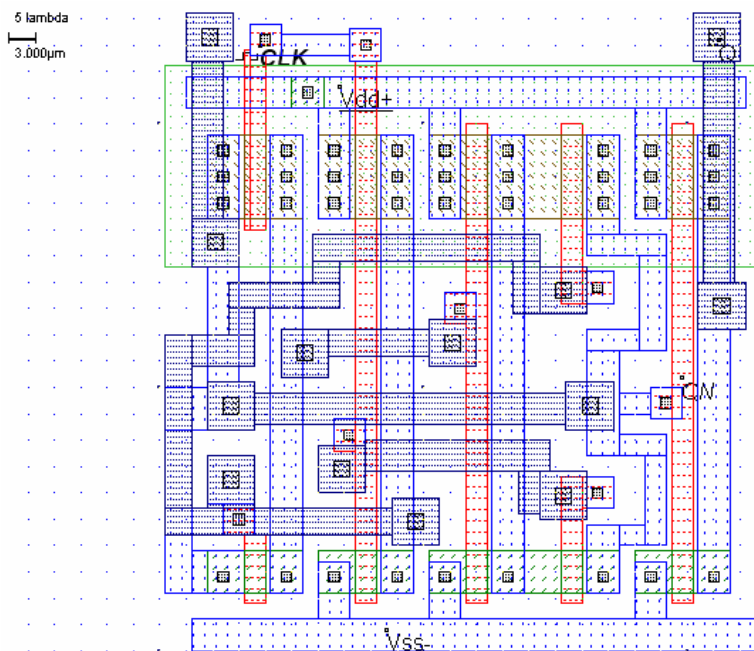 5 lambda
3.000µm
CLK
Q
Vdd+
QN
Vss-